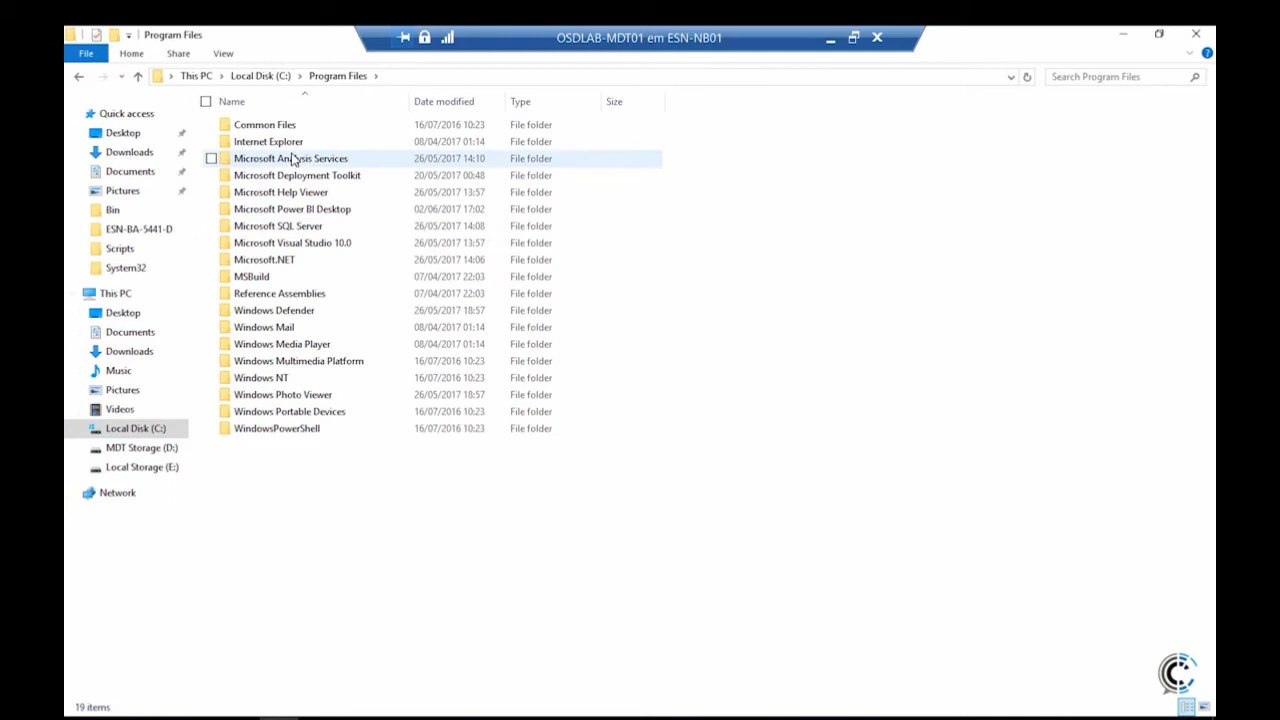 Program Files
OSDLAB-MDT01 em ESN-NB01
File Home Share View
This PC Local Disk (C:) Program Files
Search Program Files
Name Date modified Type Size
Quick access
Desktop
Downloads
Documents
Pictures
Bin
ESN-BA-5441-D
Scripts
System32
This PC
Desktop
Documents
Downloads
Music
Pictures
Videos
Local Disk (C:)
MDT Storage (D:)
Local Storage (E:)
Network
Common Files 16/07/2016 10:23 File folder
Internet Explorer 08/04/2017 01:14 File folder
Microsoft Analysis Services 26/05/2017 14:10 File folder
Microsoft Deployment Toolkit 20/05/2017 00:48 File folder
Microsoft Help Viewer 26/05/2017 13:57 File folder
Microsoft Power BI Desktop 02/06/2017 17:02 File folder
Microsoft SQL Server 26/05/2017 14:08 File folder
Microsoft Visual Studio 10.0 26/05/2017 13:57 File folder
Microsoft.NET 26/05/2017 14:06 File folder
MSBuild 07/04/2017 22:03 File folder
Reference Assemblies 07/04/2017 22:03 File folder
Windows Defender 26/05/2017 18:57 File folder
Windows Mail 08/04/2017 01:14 File folder
Windows Media Player 08/04/2017 01:14 File folder
Windows Multimedia Platform 16/07/2016 10:23 File folder
Windows NT 16/07/2016 10:23 File folder
Windows Photo Viewer 26/05/2017 18:57 File folder
Windows Portable Devices 16/07/2016 10:23 File folder
WindowsPowerShell 16/07/2016 10:23 File folder
19 items